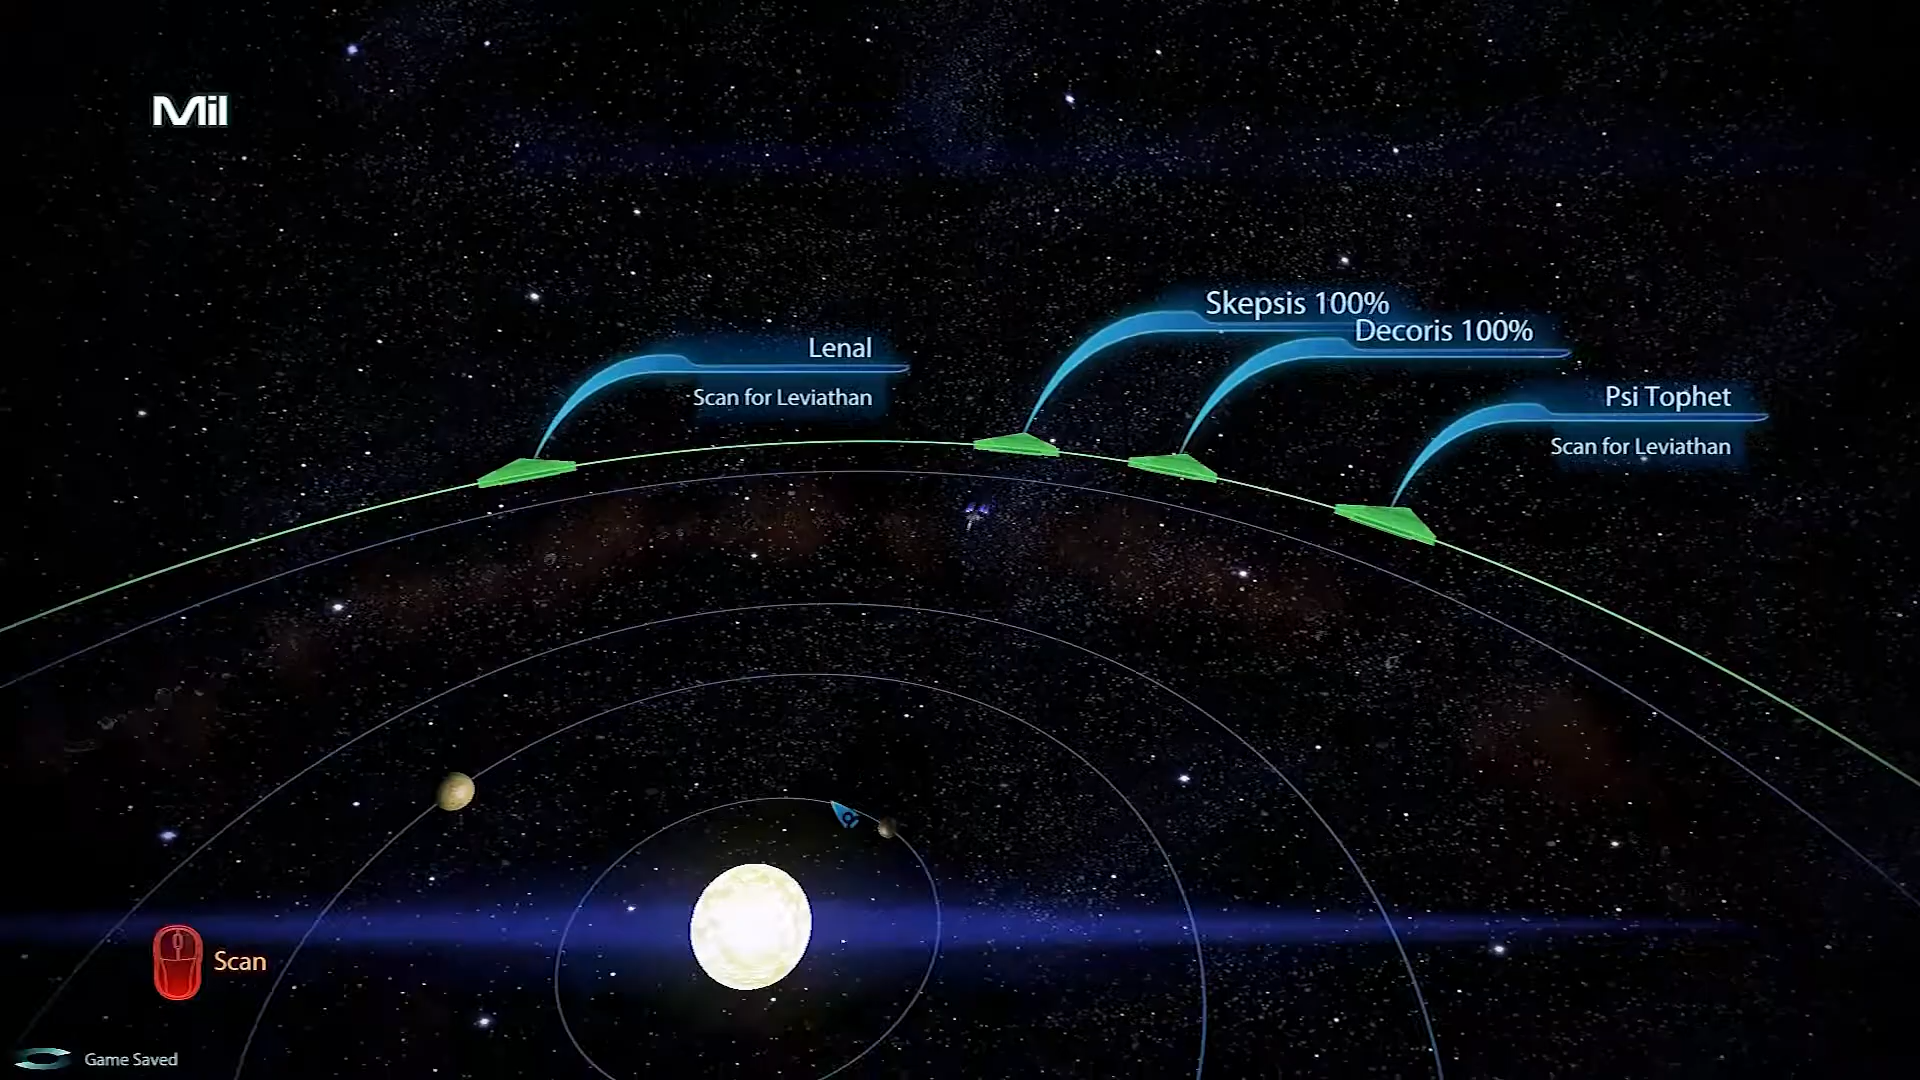 Mil
Skepsis 100%
Decoris 100%
Lenal
Scan for Leviathan
Psi Tophet
Scan for Leviathan
Scan
Game Saved